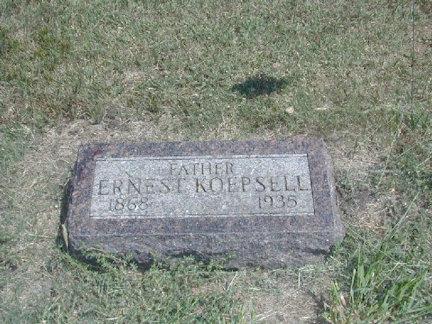 FATHER
ERNEST KOEPSELL
1868 1935